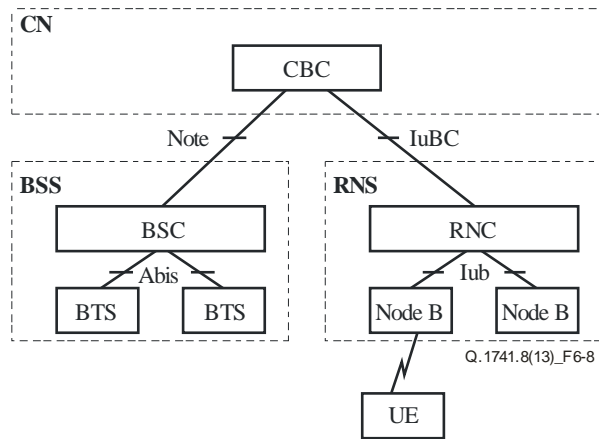 CN
CBC
Note
IuBC
BSS
RNS
BSC
RNC
Abis
Iub
BTS
BTS
Node B
Node B
Q.1741.8(13)_F6-8
UE